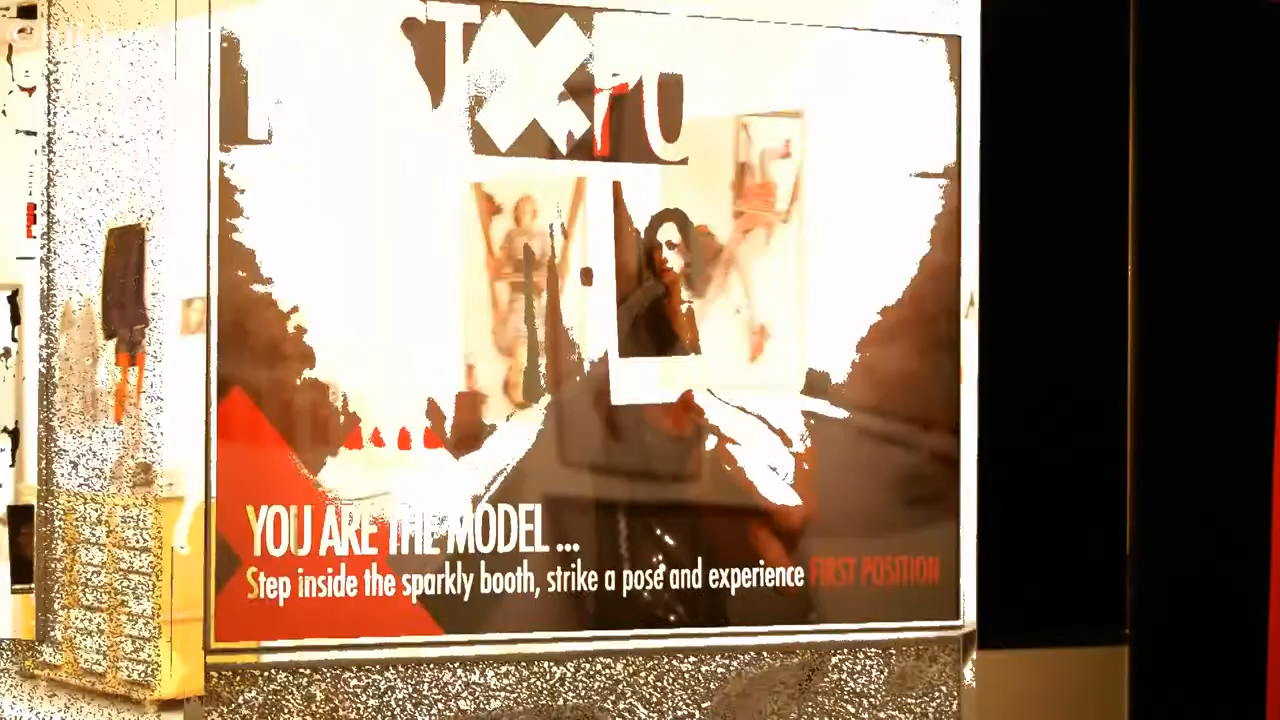 YOU ARE THE MODEL ...
Step inside the sparkly booth, strike a pose and experience FIRST POSITION